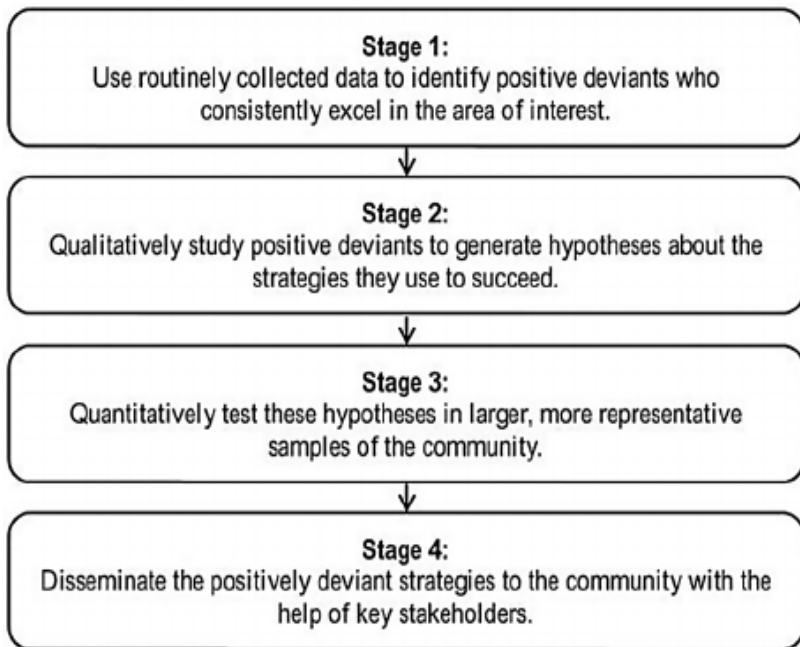 Stage 1:
Use routinely collected data to identify positive deviants who
consistently excel in the area of interest.
Stage 2:
Qualitatively study positive deviants to generate hypotheses about the
strategies they use to succeed.
Stage 3:
Quantitatively test these hypotheses in larger, more representative
samples of the community.
Stage 4:
Disseminate the positively deviant strategies to the community with the
help of key stakeholders.